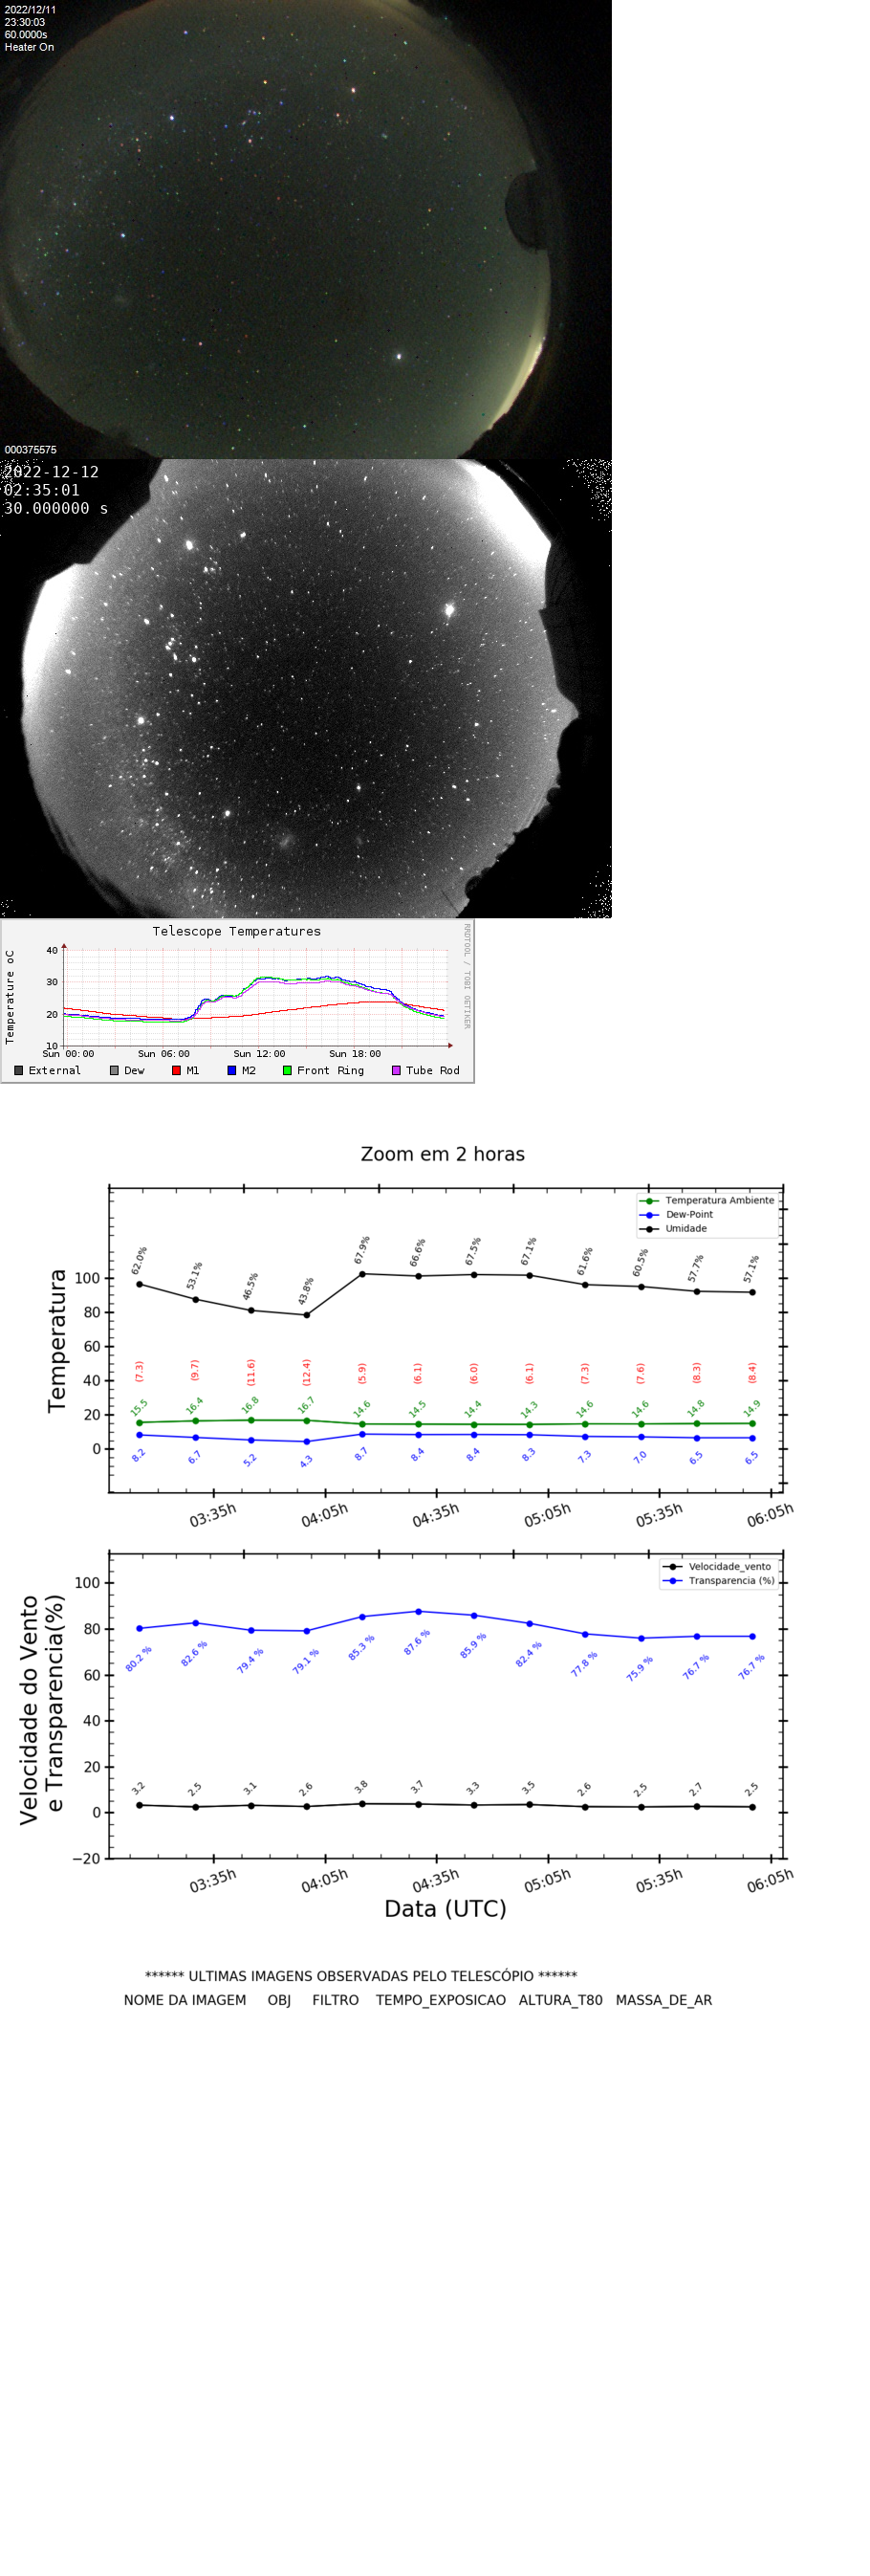 2022/12/11
23:30:03
60.0000s
Heater On
000375575
2022-12-12
02:35:01
30.000000 s
Telescope Temperatures
RRDTOOL / TOBI OETIKER
Temperature oC
40
30
20
10
Sun 00:00 Sun 06:00 Sun 12:00 Sun 18:00
External Dew M1 M2 Front Ring Tube Rod
Zoom em 2 horas
Temperatura
Temperatura Ambiente
Dew-Point
Umidade
100
80
60
40
20
0
62.0% 53.1% 46.5% 43.8% 67.9% 66.6% 67.5% 67.1% 61.6% 60.5% 57.7% 57.1%
(7.3) (9.7) (11.6) (12.4) (5.9) (6.1) (6.0) (6.1) (7.3) (7.6) (8.3) (8.4)
15.5 16.4 16.8 16.7 14.6 14.5 14.4 14.3 14.6 14.6 14.8 14.9
8.2 6.7 5.2 4.3 8.7 8.4 8.4 8.3 7.3 7.0 6.5 6.5
03:35h 04:05h 04:35h 05:05h 05:35h 06:05h
Velocidade do Vento
e Transparencia(%)
Velocidade_vento
Transparencia (%)
100
80
60
40
20
0
−20
80.2 % 82.6 % 79.4 % 79.1 % 85.3 % 87.6 % 85.9 % 82.4 % 77.8 % 75.9 % 76.7 % 76.7 %
3.2 2.5 3.1 2.6 3.8 3.7 3.3 3.5 2.6 2.5 2.7 2.5
03:35h 04:05h 04:35h 05:05h 05:35h 06:05h
Data (UTC)
****** ULTIMAS IMAGENS OBSERVADAS PELO TELESCÓPIO ******
NOME DA IMAGEM OBJ FILTRO TEMPO_EXPOSICAO ALTURA_T80 MASSA_DE_AR